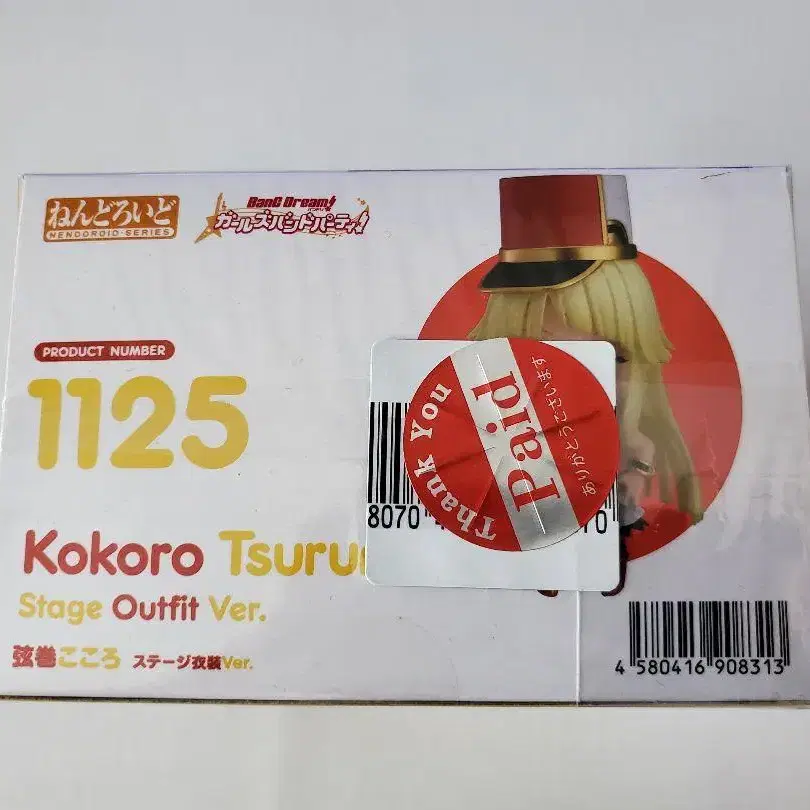 ねんどろいど
NENDOROID-SERIES
BanG Dream!
ガールズバンドパーティ!
PRODUCT NUMBER
1125
Thank You
Paid
ありがとうございます
8070
Kokoro
Stage Outfit Ver.
弦巻こころ ステージ衣装Ver.
4 580416 908313